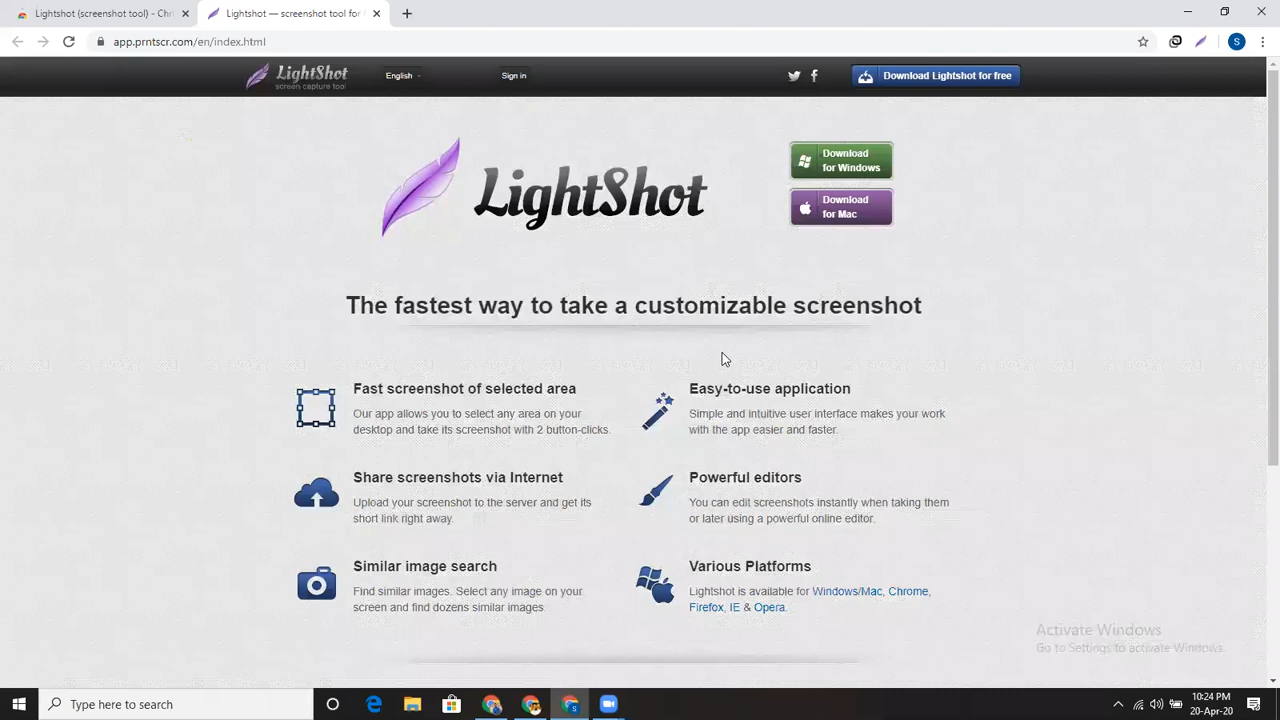 Lightshot (screenshot tool) - Chr
Lightshot — screenshot tool for
app.prntscr.com/en/index.html
S
LightShot
screen capture tool
English
Sign in
Download Lightshot for free
LightShot
Download
for Windows
Download
for Mac
The fastest way to take a customizable screenshot
Fast screenshot of selected area
Our app allows you to select any area on your
desktop and take its screenshot with 2 button-clicks.
Easy-to-use application
Simple and intuitive user interface makes your work
with the app easier and faster.
Share screenshots via Internet
Upload your screenshot to the server and get its
short link right away.
Powerful editors
You can edit screenshots instantly when taking them
or later using a powerful online editor.
Similar image search
Find similar images. Select any image on your
screen and find dozens similar images
Various Platforms
Lightshot is available for Windows/Mac, Chrome,
Firefox, IE & Opera.
Activate Windows
Go to Settings to activate Windows.
Type here to search
10:24 PM
20-Apr-20